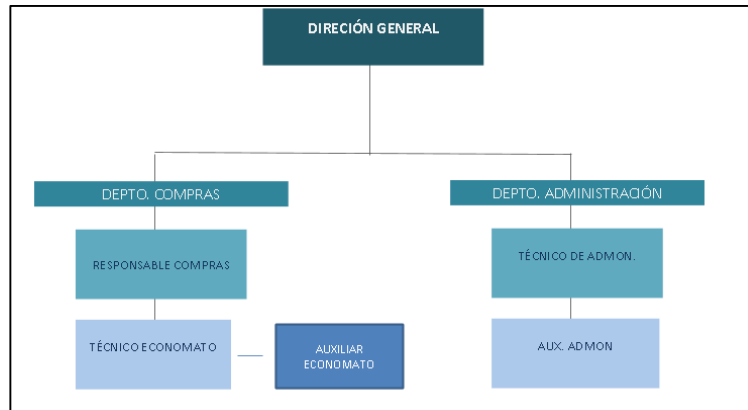 DIRECIÓN GENERAL
DEPTO. COMPRAS
DEPTO. ADMINISTRACIÓN
RESPONSABLE COMPRAS
TÉCNICO DE ADMON.
TÉCNICO ECONOMATO
AUXILIAR
ECONOMATO
AUX. ADMON